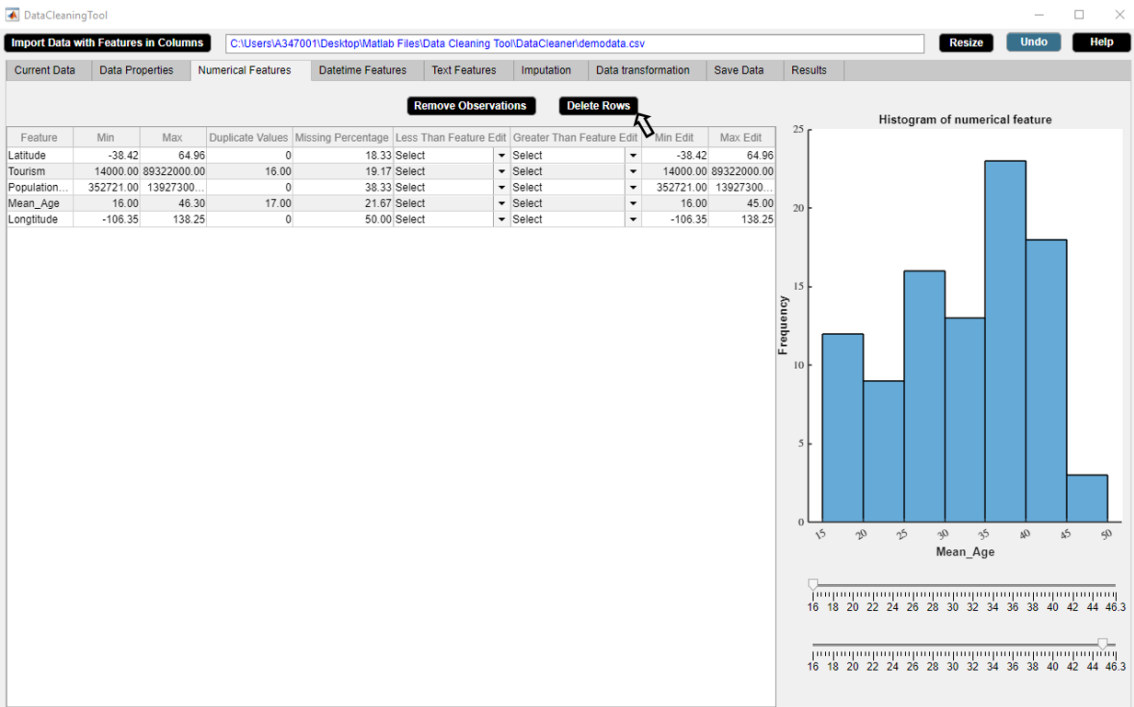 DataCleaningTool
Import Data with Features in Columns C:\Users\A347001\Desktop\Matlab Files\Data Cleaning Tool\DataCleaner\demodata.csv Resize Undo Help
Current Data Data Properties Numerical Features Datetime Features Text Features Imputation Data transformation Save Data Results
Remove Observations Delete Rows
Feature Min Max Duplicate Values Missing Percentage Less Than Feature Edit Greater Than Feature Edit Min Edit Max Edit
Latitude -38.42 64.96 0 18.33 Select Select -38.42 64.96
Tourism 14000.00 89322000.00 16.00 19.17 Select Select 14000.00 89322000.00
Population... 352721.00 13927300... 0 38.33 Select Select 352721.00 13927300...
Mean_Age 16.00 46.30 17.00 21.67 Select Select 16.00 45.00
Longtitude -106.35 138.25 0 50.00 Select Select -106.35 138.25
Histogram of numerical feature
25
20
15
10
5
0
Frequency
15 20 25 30 35 40 45 50
Mean_Age
16 18 20 22 24 26 28 30 32 34 36 38 40 42 44 46.3
16 18 20 22 24 26 28 30 32 34 36 38 40 42 44 46.3